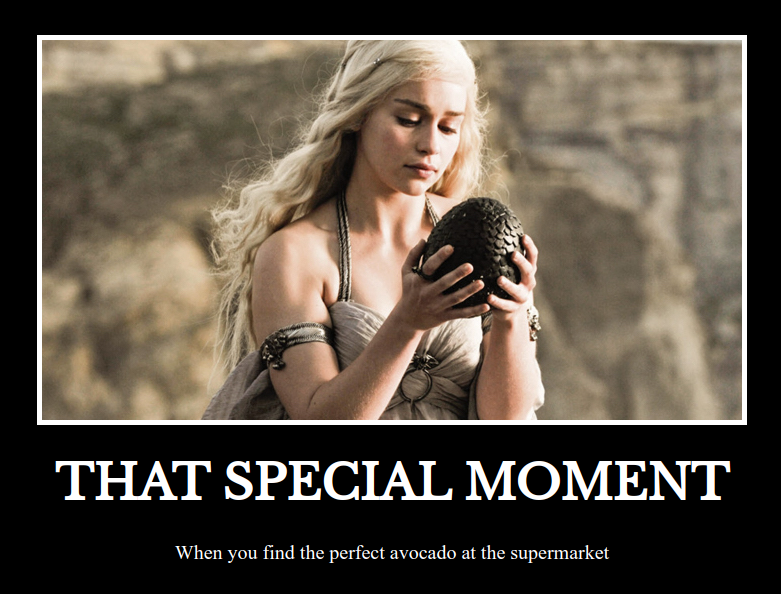 THAT SPECIAL MOMENT
When you find the perfect avocado at the supermarket